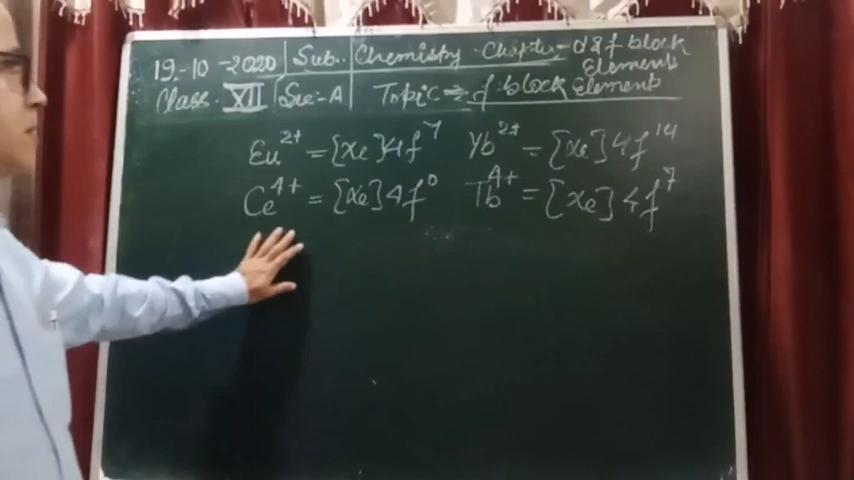 19-10-2020 Sub.. Chemistry Chapter - d & f block Elements
Class. XII Sec-A Topic ⇒ f-block Element
Eu²⁺ = [Xe]4f⁷ Yb²⁺ = [Xe]4f¹⁴
Ce⁴⁺ = [Xe]4f⁰ Tb⁴⁺ = [Xe]4f⁷